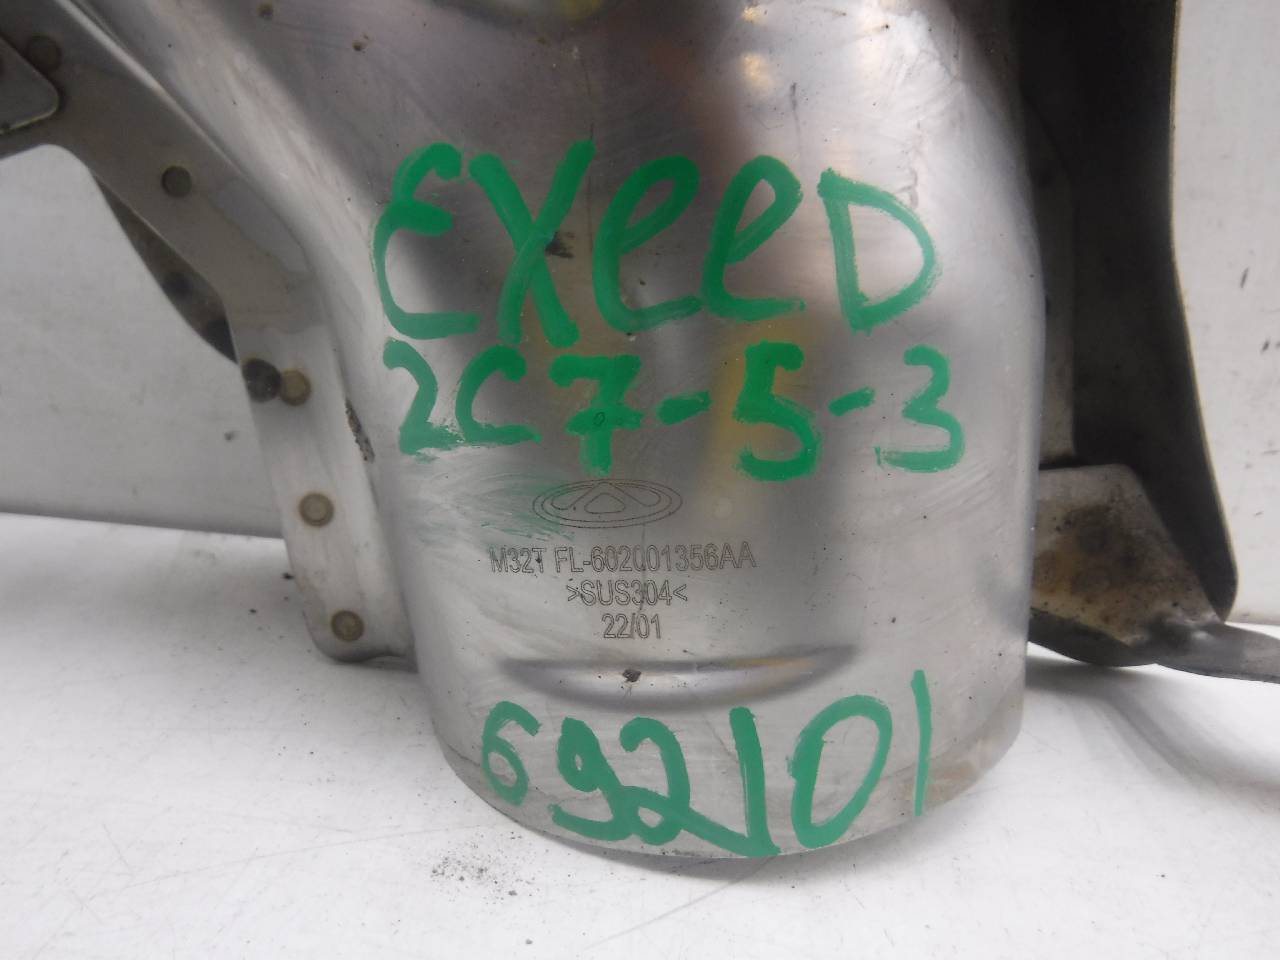 EXeeD
2C7-5-3
M32T FL-602001356AA
>SUS304<
22/01
692101